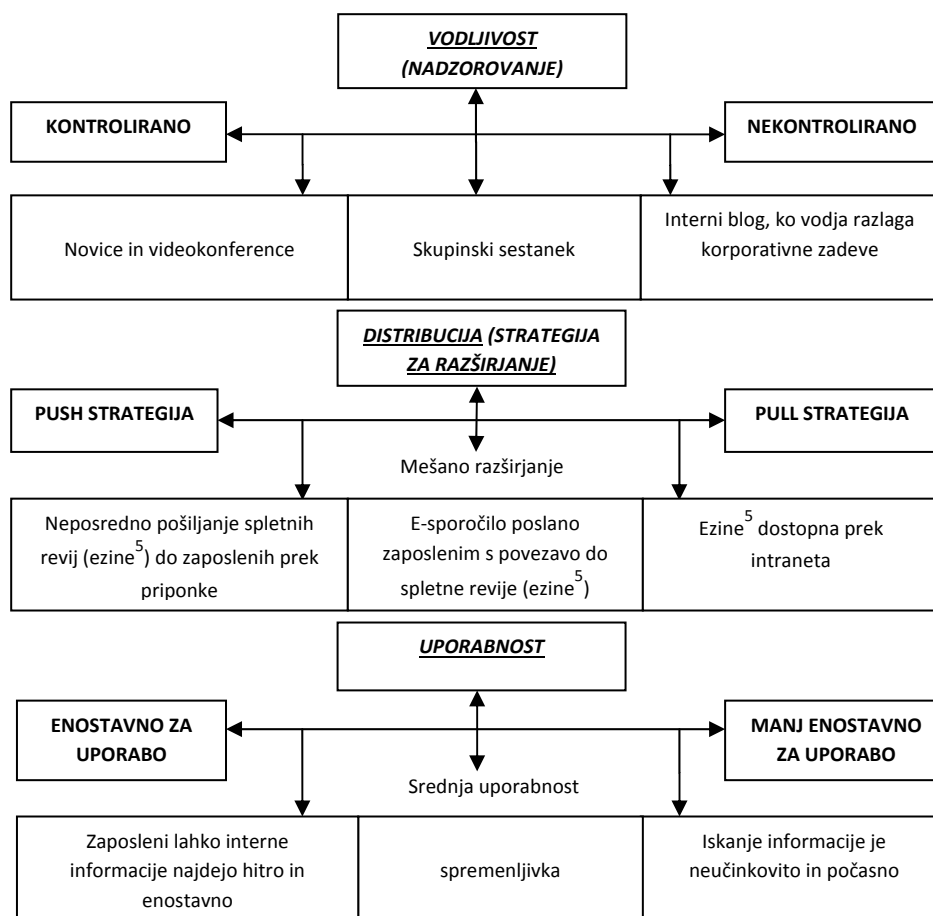 VODLJIVOST
(NADZOROVANJE)
KONTROLIRANO
NEKONTROLIRANO
Novice in videokonference
Skupinski sestanek
Interni blog, ko vodja razlaga
korporativne zadeve
DISTRIBUCIJA (STRATEGIJA
ZA RAZŠIRJANJE)
PUSH STRATEGIJA
PULL STRATEGIJA
Mešano razširjanje
Neposredno pošiljanje spletnih
revij (ezine⁵) do zaposlenih prek
priponke
E-sporočilo poslano
zaposlenim s povezavo do
spletne revije (ezine⁵)
Ezine⁵ dostopna prek
intraneta
UPORABNOST
ENOSTAVNO ZA
UPORABO
MANJ ENOSTAVNO
ZA UPORABO
Srednja uporabnost
Zaposleni lahko interne
informacije najdejo hitro in
enostavno
spremenljivka
Iskanje informacije je
neučinkovito in počasno